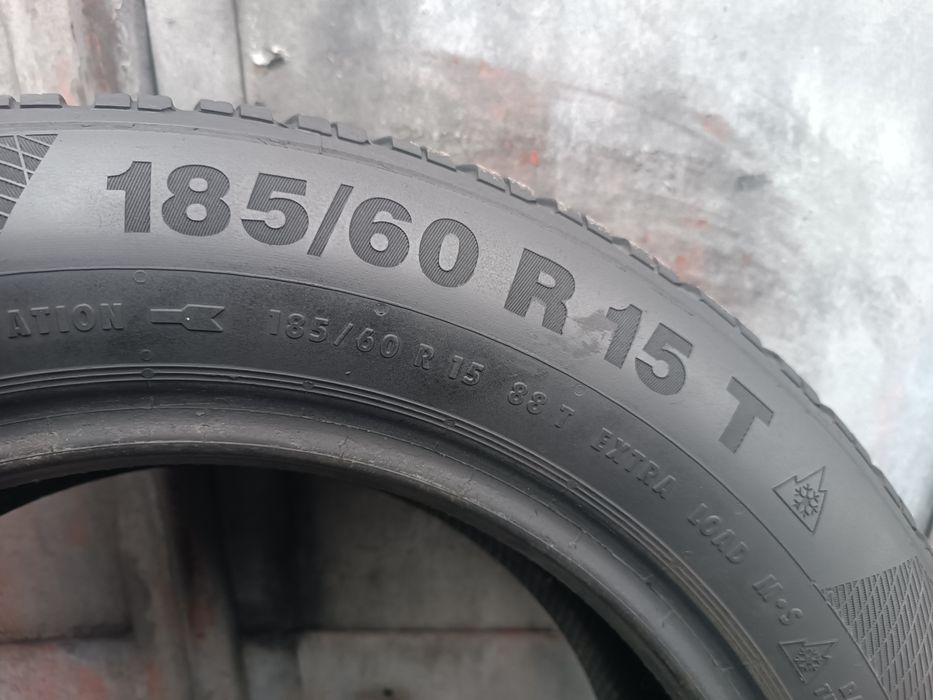 185/60 R 15 T
ATION 185/60 R 15 88 T EXTRA LOAD M•S